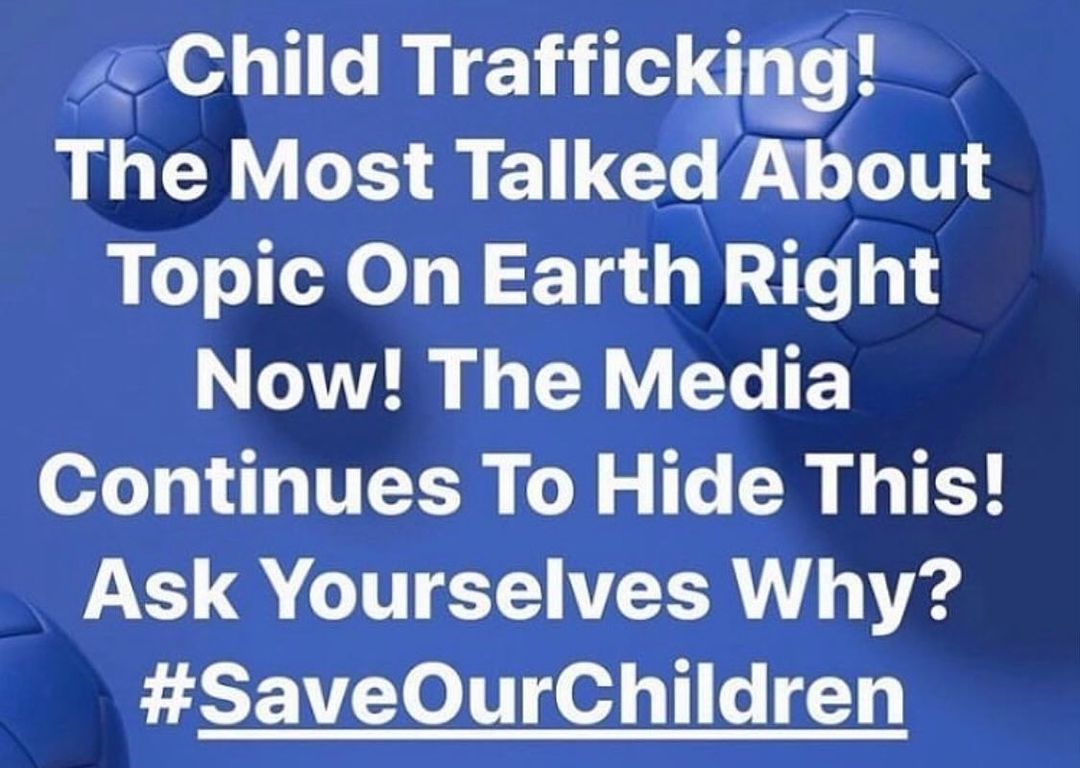 Child Trafficking!
The Most Talked About
Topic On Earth Right
Now! The Media
Continues To Hide This!
Ask Yourselves Why?
#SaveOurChildren